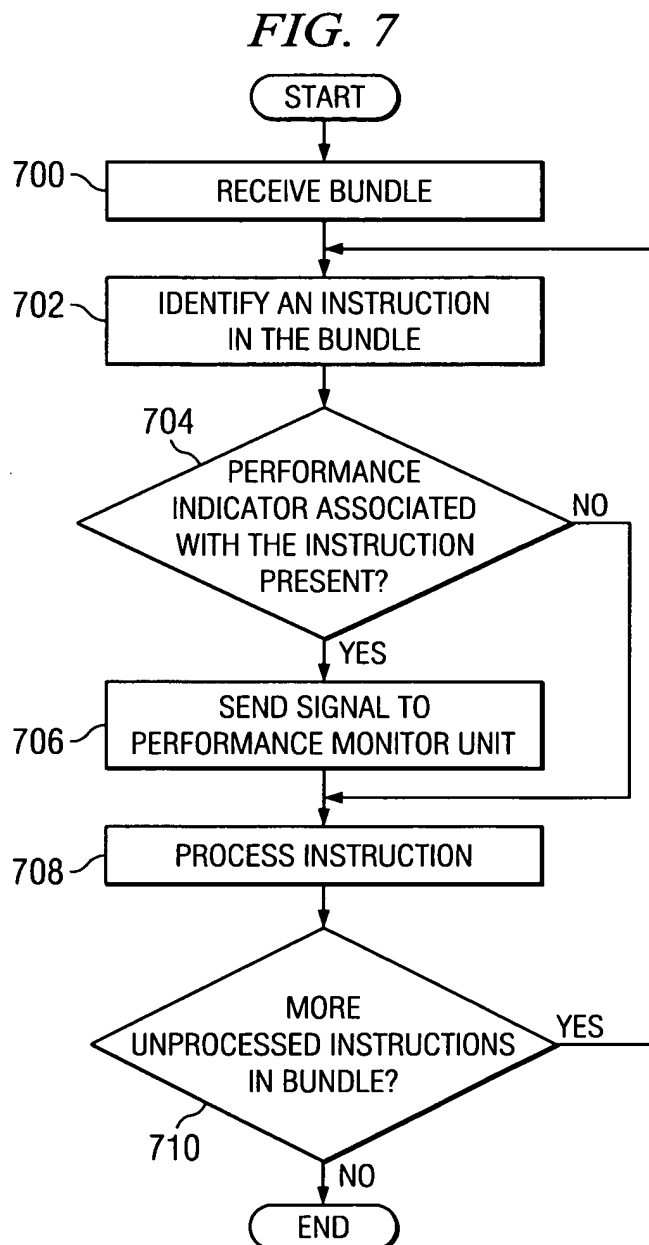 FIG. 7
START
700
RECEIVE BUNDLE
702
IDENTIFY AN INSTRUCTION
IN THE BUNDLE
704
PERFORMANCE
INDICATOR ASSOCIATED
WITH THE INSTRUCTION
PRESENT?
NO
YES
706
SEND SIGNAL TO
PERFORMANCE MONITOR UNIT
708
PROCESS INSTRUCTION
MORE
UNPROCESSED INSTRUCTIONS
IN BUNDLE?
YES
710
NO
END